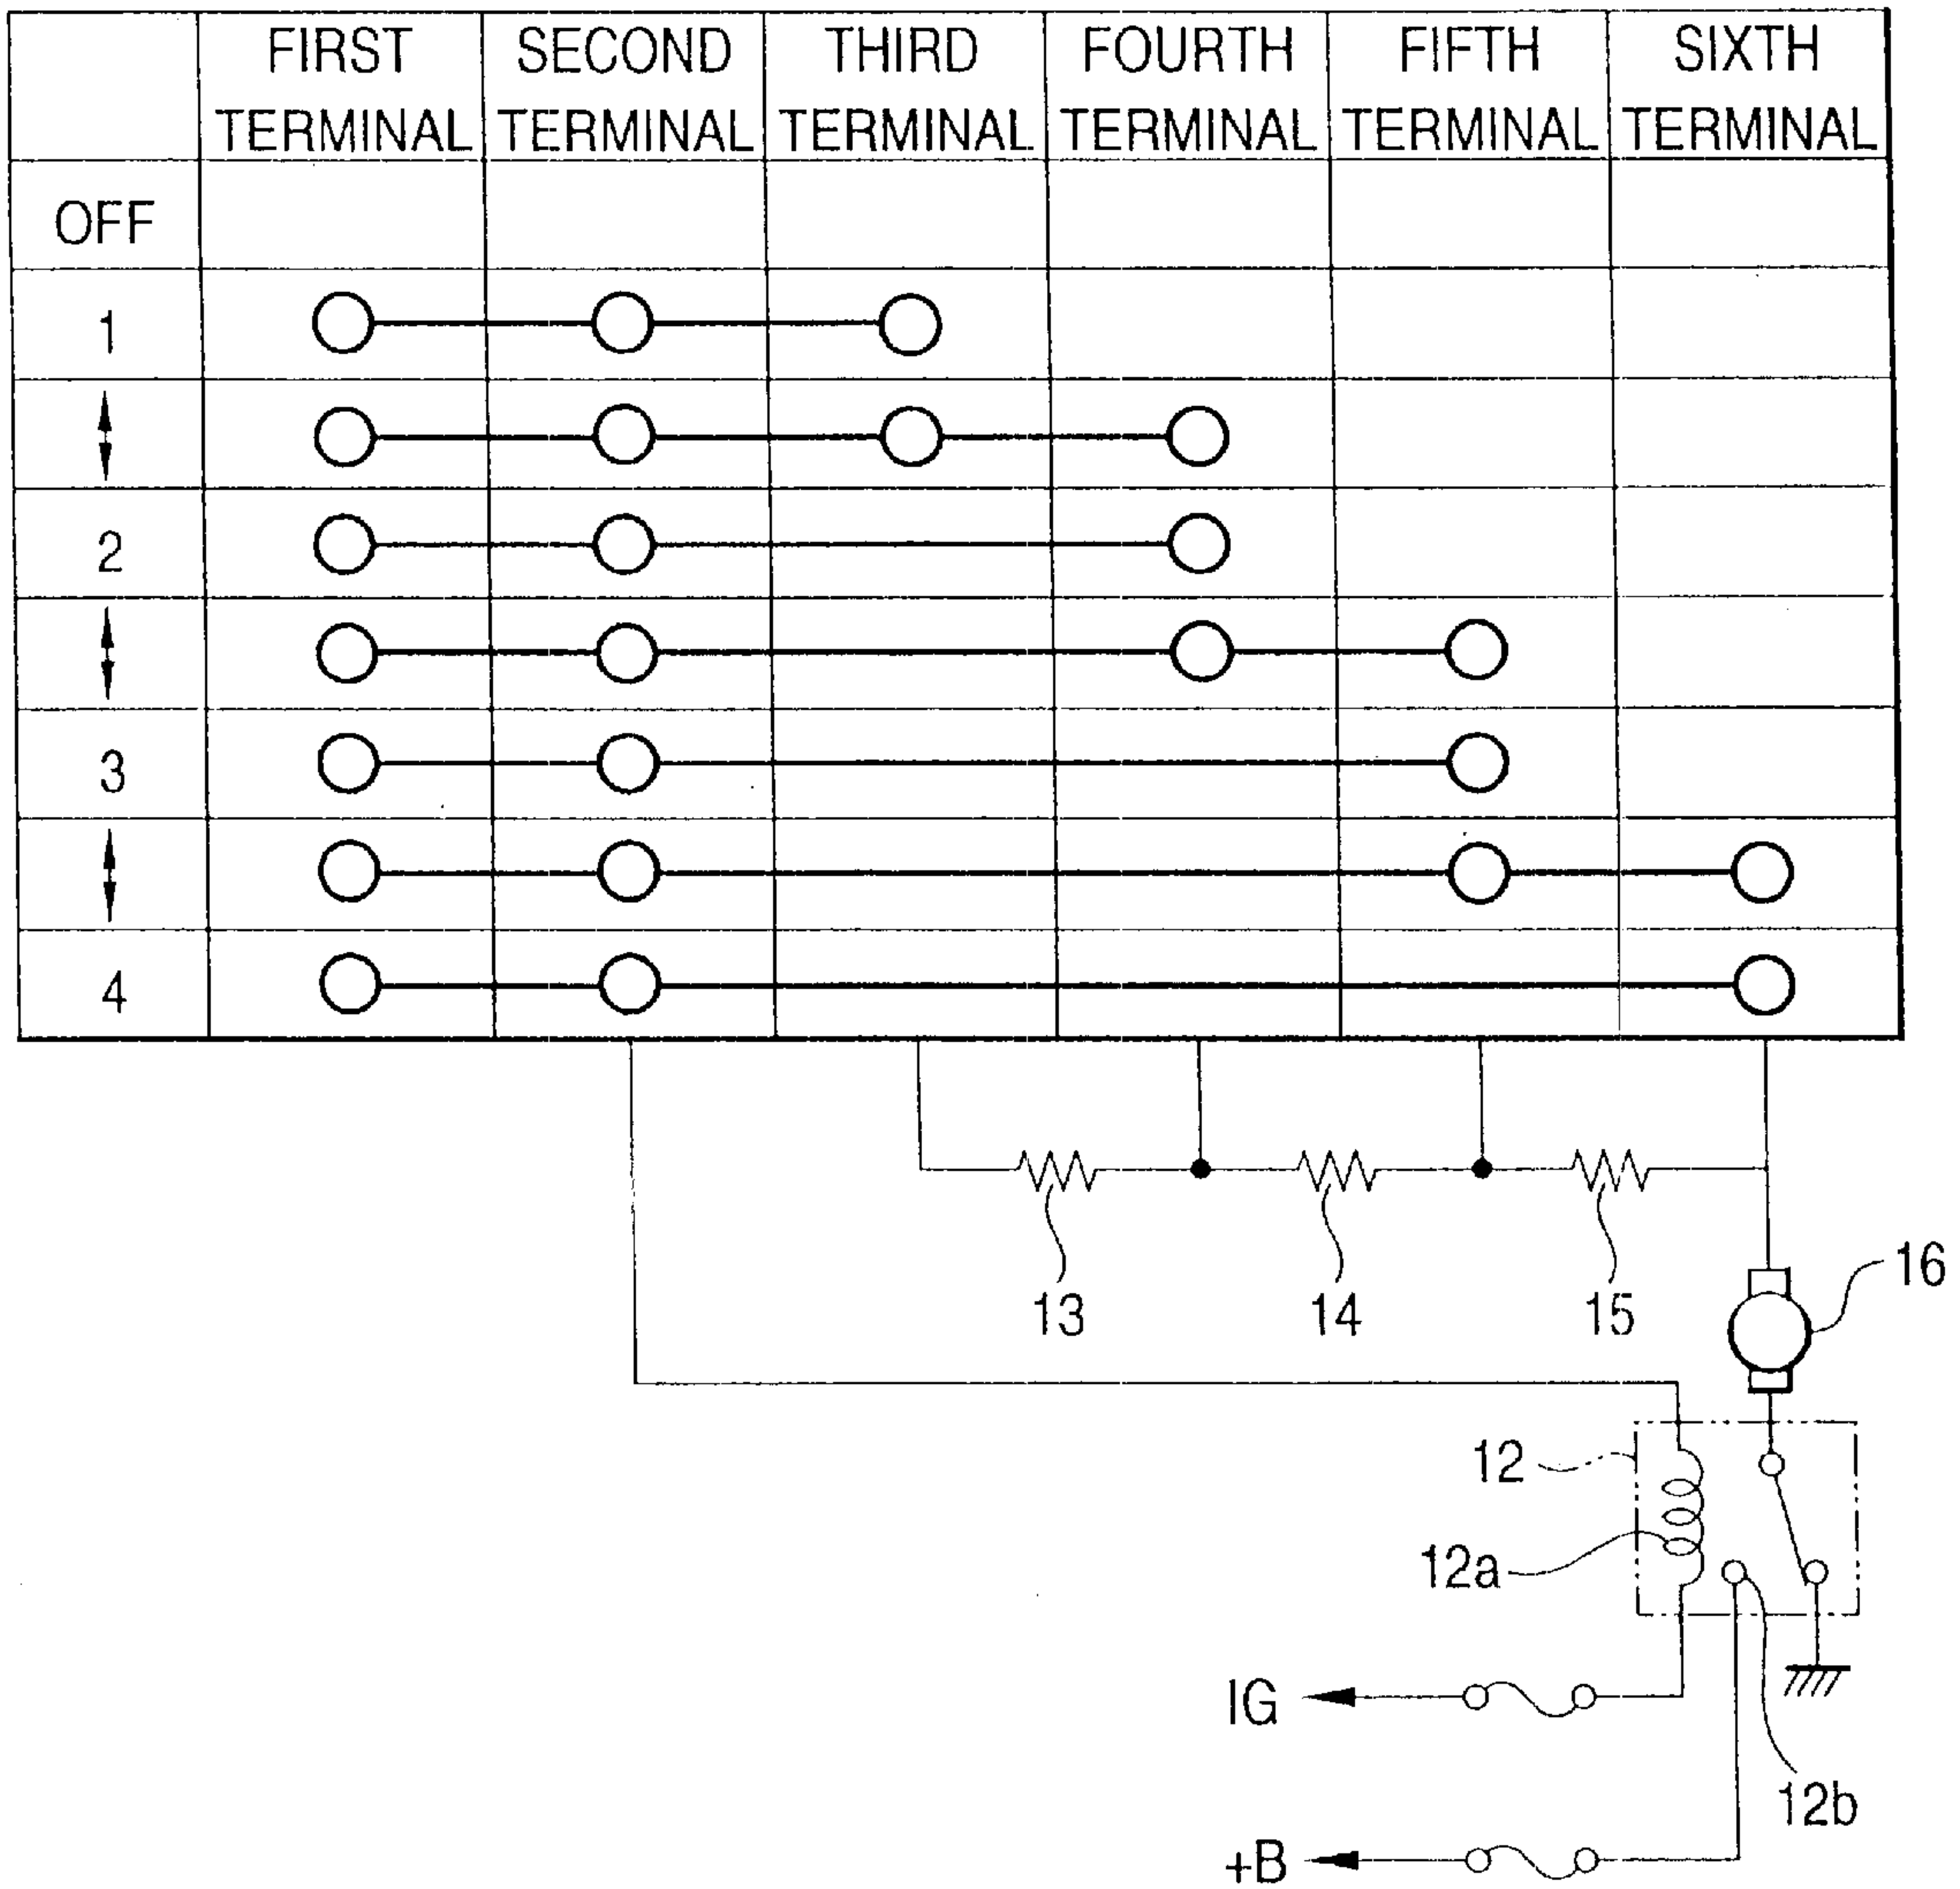 FIRST TERMINAL
SECOND TERMINAL
THIRD TERMINAL
FOURTH TERMINAL
FIFTH TERMINAL
SIXTH TERMINAL
OFF
1
2
3
4
13
14
15
16
12
12a
IG
12b
+B